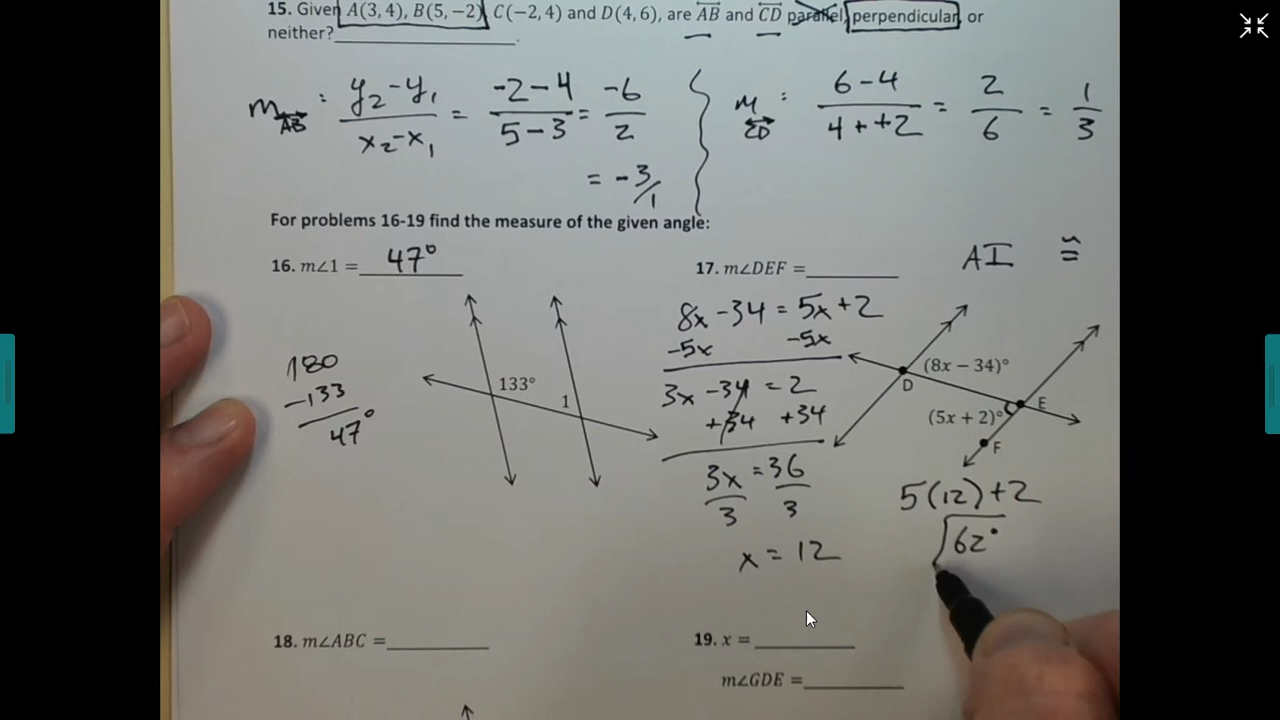 15. Given A(3, 4), B(5, −2), C(−2, 4) and D(4, 6), are AB and CD parallel, perpendicular, or
neither?
m AB : y2 − y1 / x2 − x1 = −2 − 4 / 5 − 3 = −6 / 2
= −3/1
m CD : 6 − 4 / 4 + +2 = 2 / 6 = 1 / 3
For problems 16-19 find the measure of the given angle:
16. m∠1 = 47°
180
−133
47°
133°
1
17. m∠DEF =
AI ≅
8x − 34 = 5x + 2
−5x −5x
3x − 34 = 2
+34 +34
3x = 36
3 3
x = 12
(8x − 34)°
D
E
(5x + 2)°
F
5(12) + 2
62°
18. m∠ABC =
19. x =
m∠GDE =